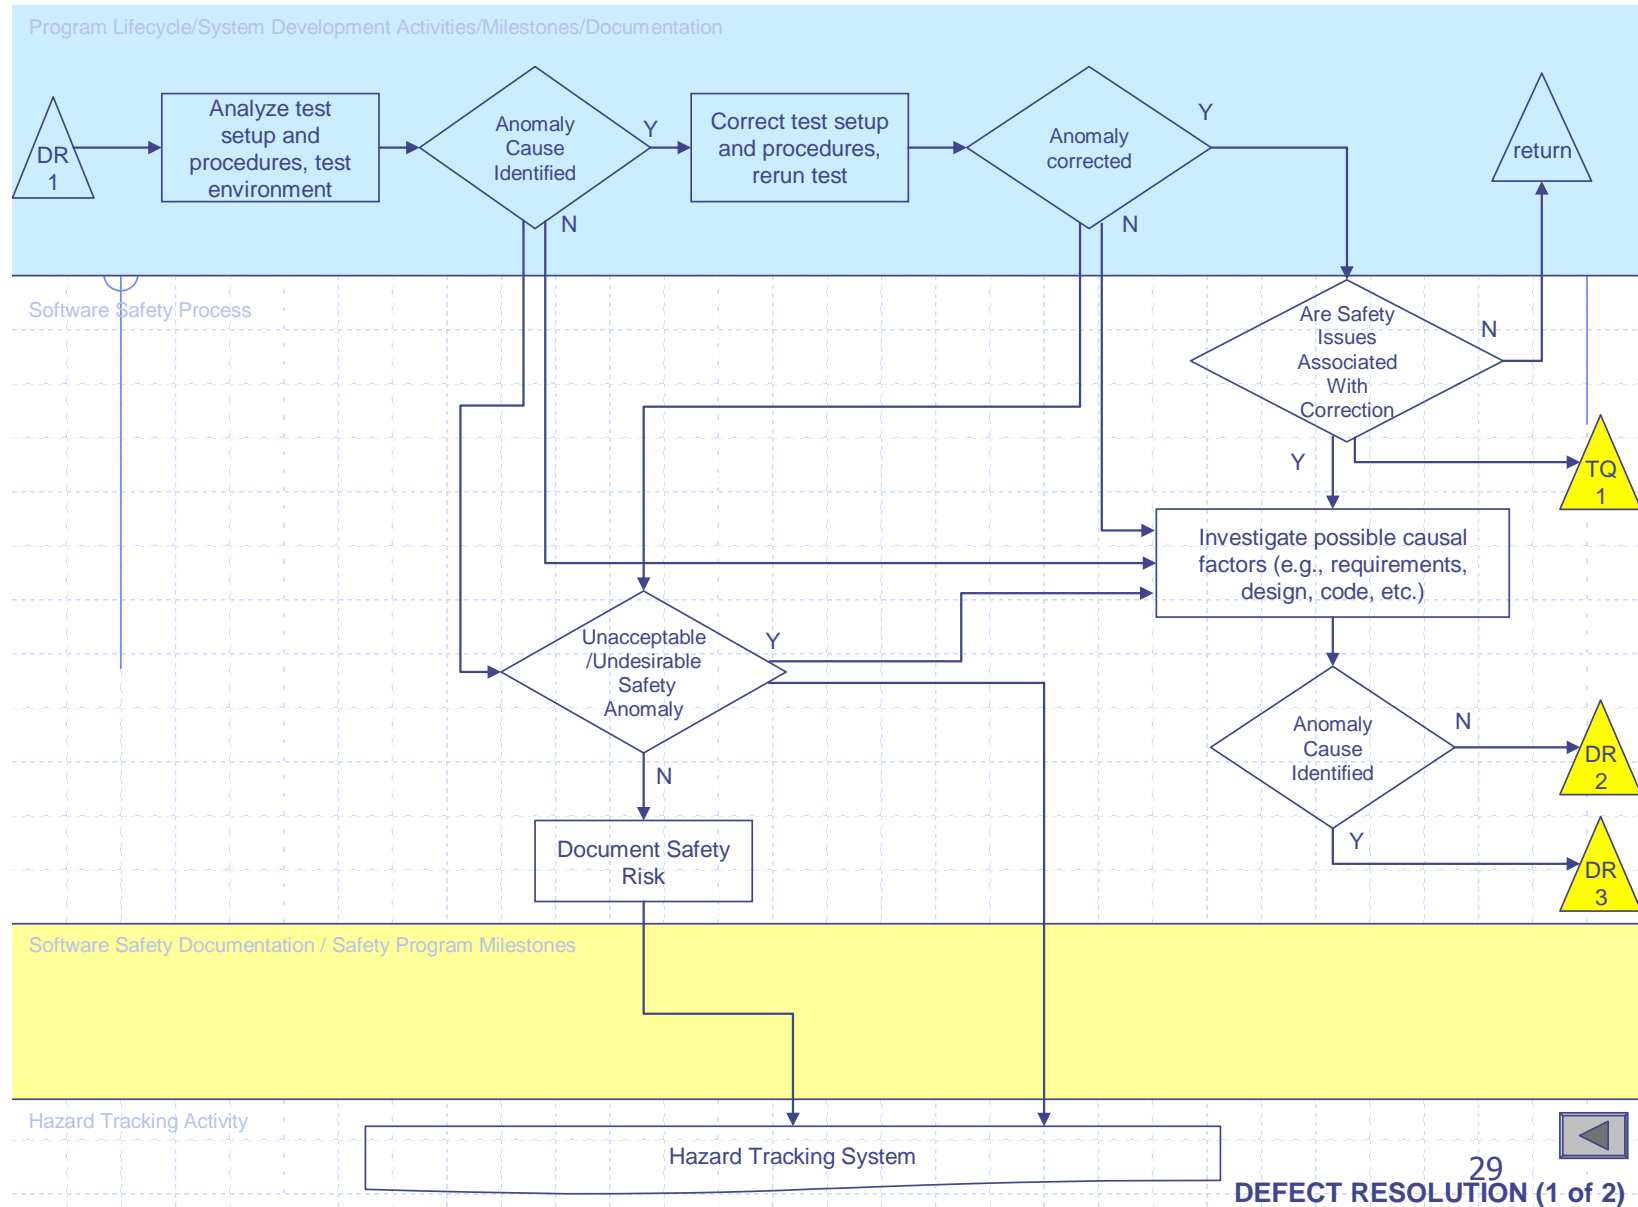 Program Lifecycle/System Development Activities/Milestones/Documentation
DR
1
Analyze test
setup and
procedures, test
environment
Anomaly
Cause
Identified
Y
N
Correct test setup
and procedures,
rerun test
Anomaly
corrected
Y
N
return
Software Safety Process
Are Safety
Issues
Associated
With
Correction
N
Y
TQ
1
Investigate possible causal
factors (e.g., requirements,
design, code, etc.)
Unacceptable
/Undesirable
Safety
Anomaly
Y
N
Anomaly
Cause
Identified
N
Y
DR
2
DR
3
Document Safety
Risk
Software Safety Documentation / Safety Program Milestones
Hazard Tracking Activity
Hazard Tracking System
29
DEFECT RESOLUTION (1 of 2)